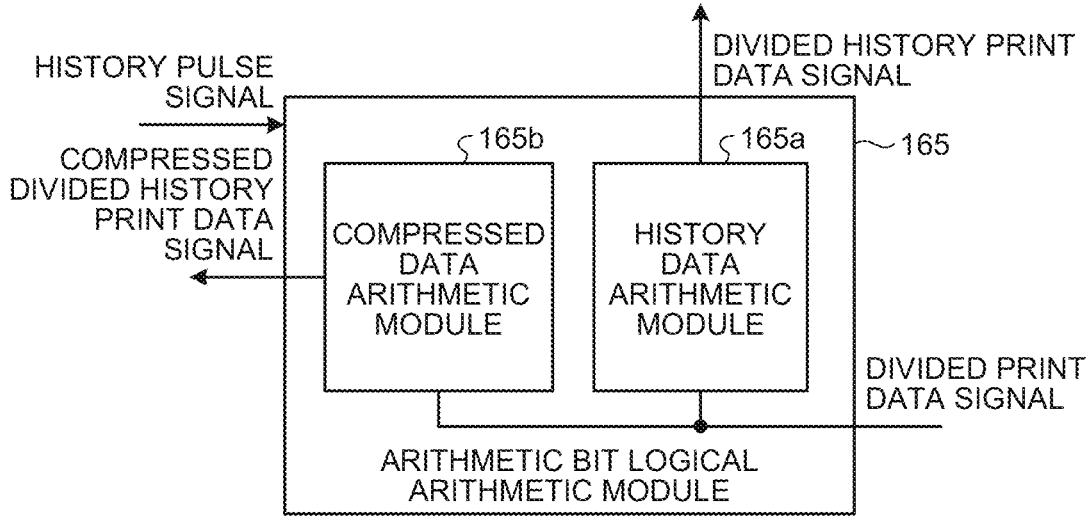 HISTORY PULSE
SIGNAL
DIVIDED HISTORY PRINT
DATA SIGNAL
COMPRESSED
DIVIDED HISTORY
PRINT DATA
SIGNAL
165b
165a
165
COMPRESSED
DATA
ARITHMETIC
MODULE
HISTORY
DATA
ARITHMETIC
MODULE
DIVIDED PRINT
DATA SIGNAL
ARITHMETIC BIT LOGICAL
ARITHMETIC MODULE